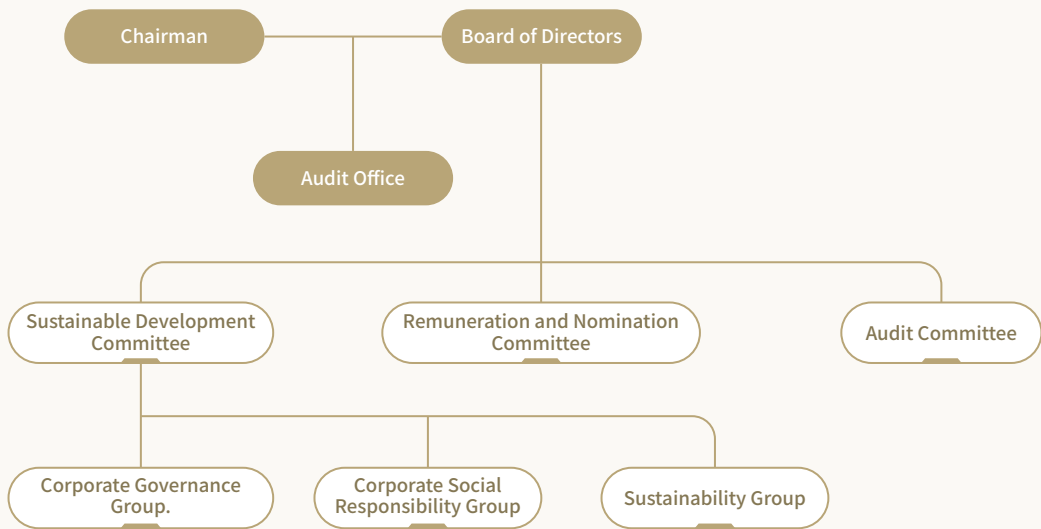 Chairman
Board of Directors
Audit Office
Sustainable Development
Committee
Remuneration and Nomination
Committee
Audit Committee
Corporate Governance
Group.
Corporate Social
Responsibility Group
Sustainability Group